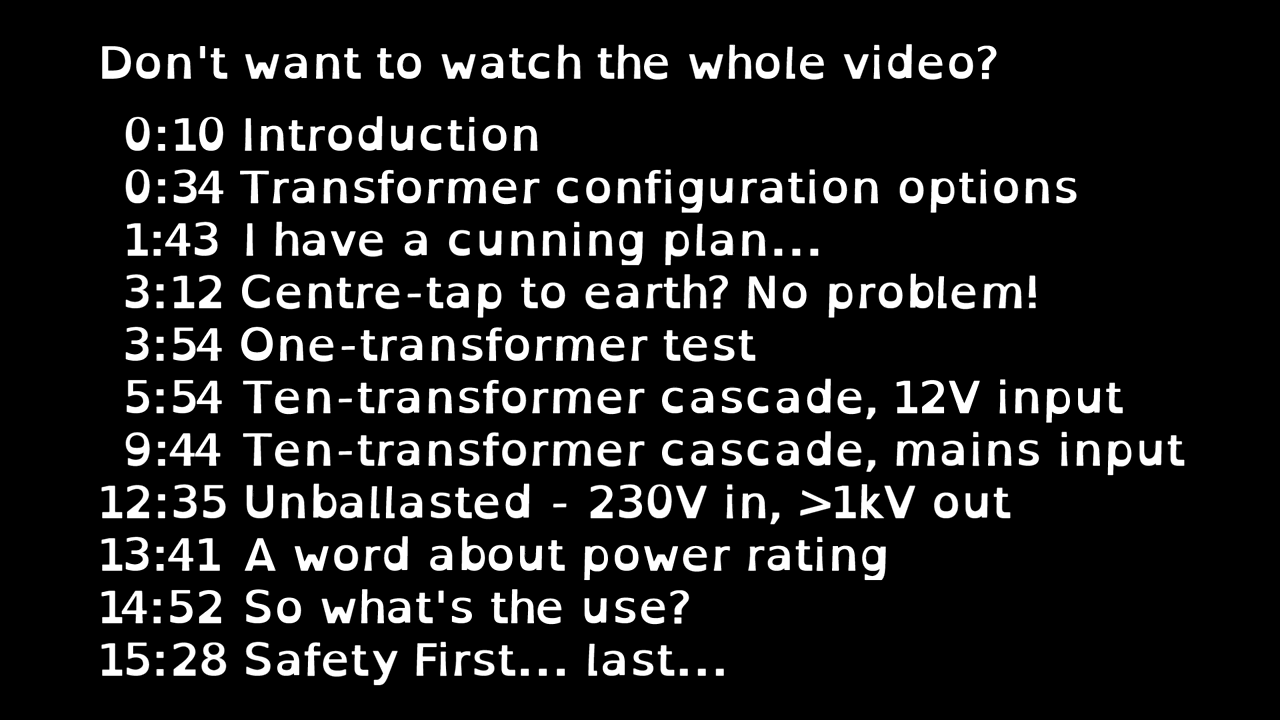 Don't want to watch the whole video?
0:10 Introduction
0:34 Transformer configuration options
1:43 I have a cunning plan...
3:12 Centre-tap to earth? No problem!
3:54 One-transformer test
5:54 Ten-transformer cascade, 12V input
9:44 Ten-transformer cascade, mains input
12:35 Unballasted - 230V in, >1kV out
13:41 A word about power rating
14:52 So what's the use?
15:28 Safety First... last...